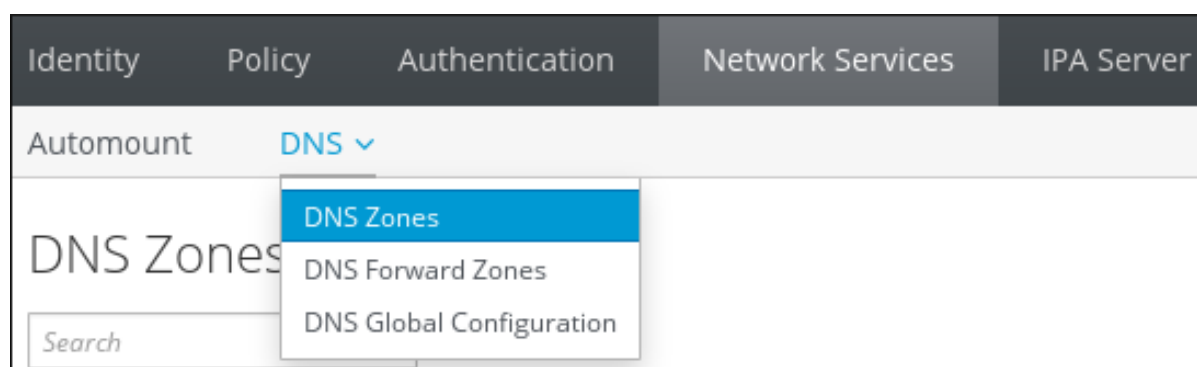 Identity Policy Authentication Network Services IPA Server
Automount DNS
DNS Zones
DNS Zones
DNS Forward Zones
DNS Global Configuration
Search